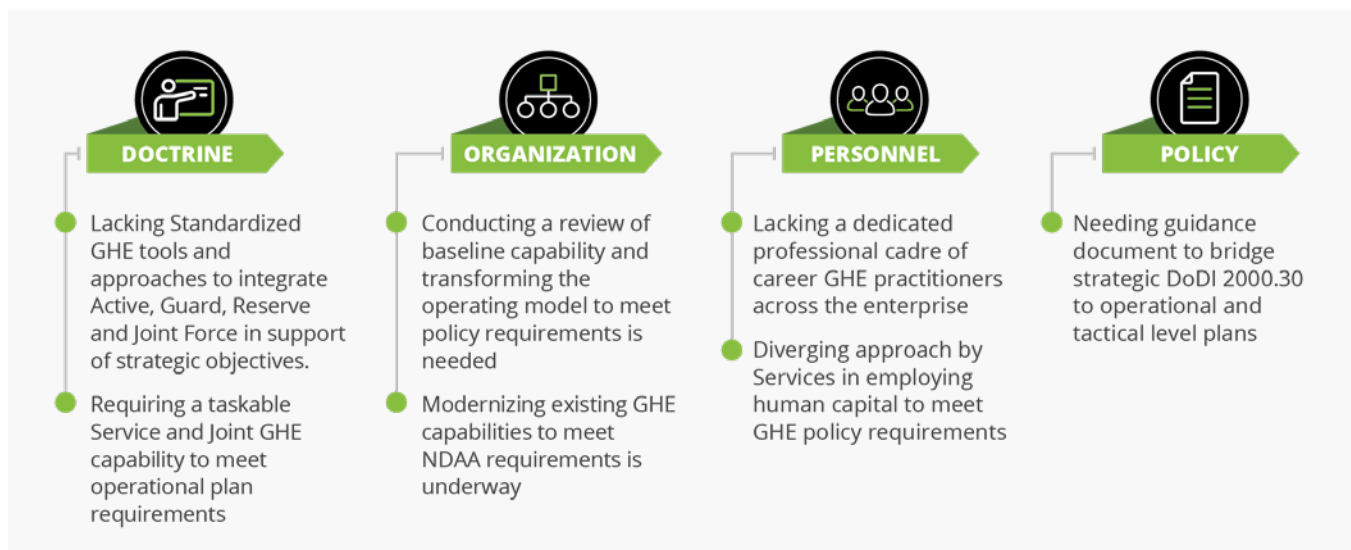 DOCTRINE
Lacking Standardized
GHE tools and
approaches to integrate
Active, Guard, Reserve
and Joint Force in support
of strategic objectives.
Requiring a taskable
Service and Joint GHE
capability to meet
operational plan
requirements
ORGANIZATION
Conducting a review of
baseline capability and
transforming the
operating model to meet
policy requirements is
needed
Modernizing existing GHE
capabilities to meet
NDAA requirements is
underway
PERSONNEL
Lacking a dedicated
professional cadre of
career GHE practitioners
across the enterprise
Diverging approach by
Services in employing
human capital to meet
GHE policy requirements
POLICY
Needing guidance
document to bridge
strategic DoDI 2000.30
to operational and
tactical level plans